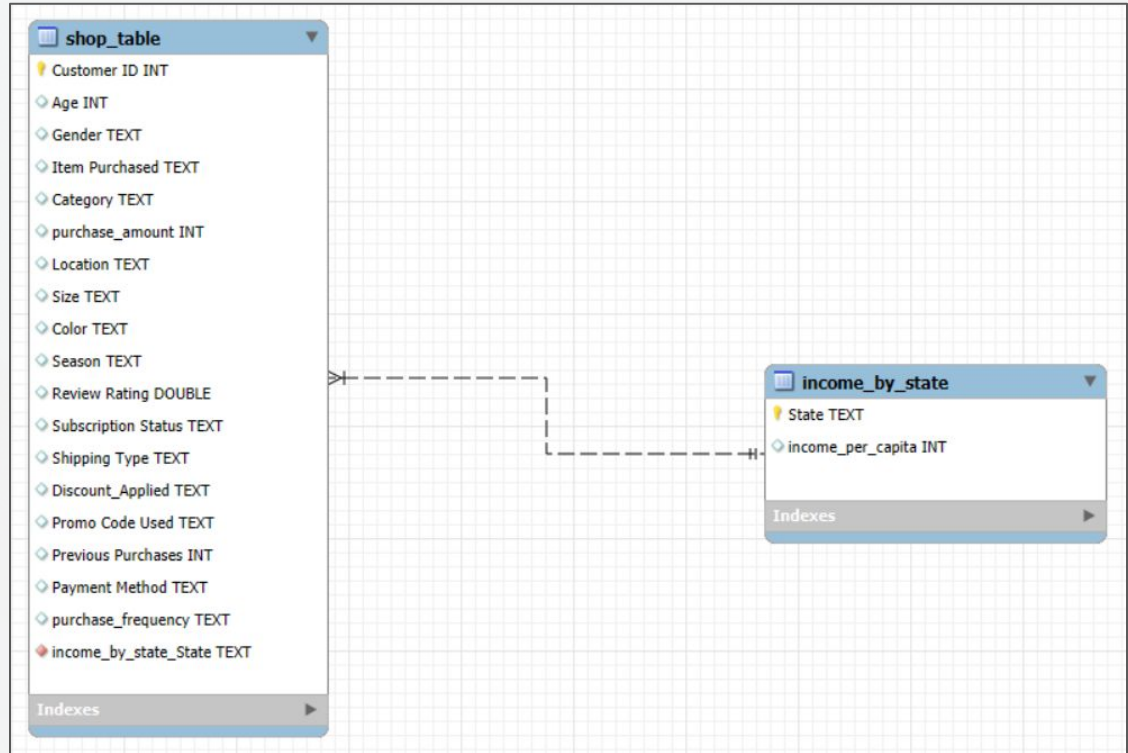 shop_table
Customer ID INT
Age INT
Gender TEXT
Item Purchased TEXT
Category TEXT
purchase_amount INT
Location TEXT
Size TEXT
Color TEXT
Season TEXT
Review Rating DOUBLE
Subscription Status TEXT
Shipping Type TEXT
Discount_Applied TEXT
Promo Code Used TEXT
Previous Purchases INT
Payment Method TEXT
purchase_frequency TEXT
income_by_state_State TEXT
Indexes
income_by_state
State TEXT
income_per_capita INT
Indexes